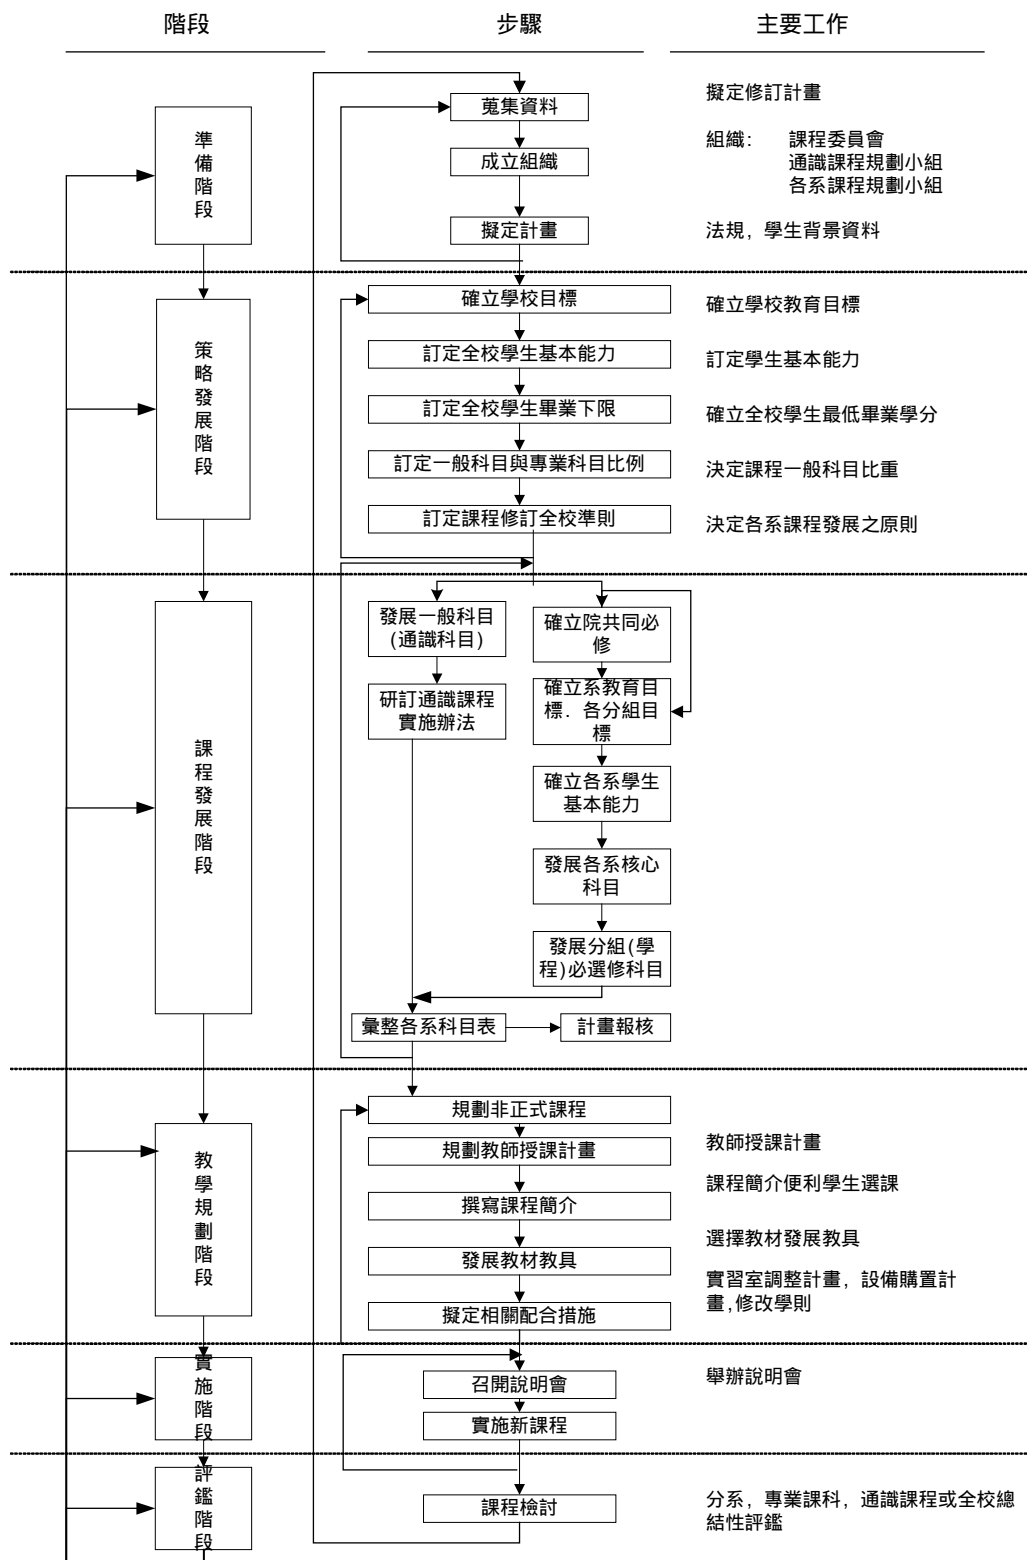 階段
步驟
主要工作
準備階段
蒐集資料
成立組織
擬定計畫
擬定修訂計畫
組織： 課程委員會
通識課程規劃小組
各系課程規劃小組
法規，學生背景資料
策略發展階段
確立學校目標
訂定全校學生基本能力
訂定全校學生畢業下限
訂定一般科目與專業科目比例
訂定課程修訂全校準則
確立學校教育目標
訂定學生基本能力
確立全校學生最低畢業學分
決定課程一般科目比重
決定各系課程發展之原則
課程發展階段
發展一般科目
(通識科目)
研訂通識課程
實施辦法
確立院共同必
修
確立系教育目
標．各分組目
標
確立各系學生
基本能力
發展各系核心
科目
發展分組(學
程)必選修科目
彙整各系科目表
計畫報核
教學規劃階段
規劃非正式課程
規劃教師授課計畫
撰寫課程簡介
發展教材教具
擬定相關配合措施
教師授課計畫
課程簡介便利學生選課
選擇教材發展教具
實習室調整計畫，設備購置計
畫,修改學則
實施階段
召開說明會
實施新課程
舉辦說明會
評鑑階段
課程檢討
分系，專業課科，通識課程或全校總
結性評鑑